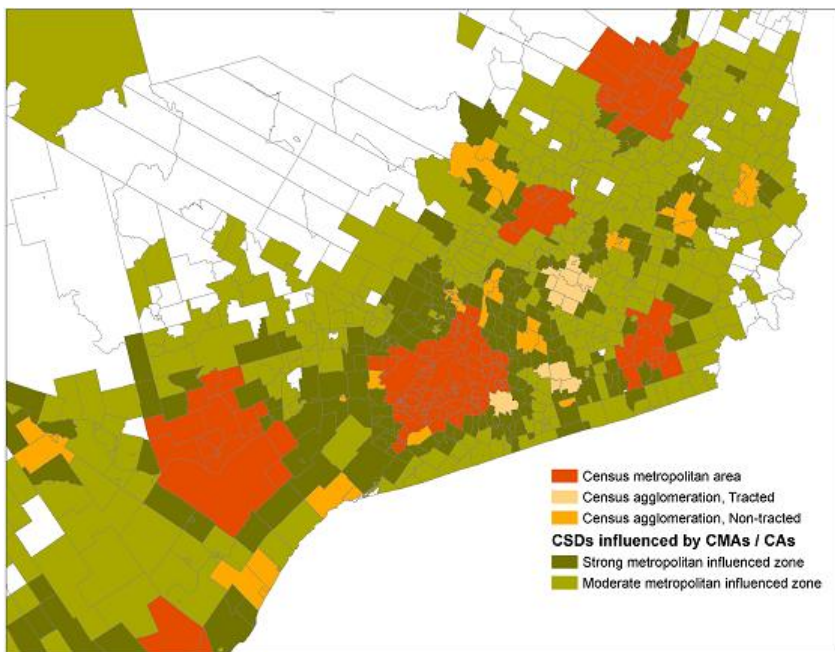 Census metropolitan area
Census agglomeration, Tracted
Census agglomeration, Non-tracted
CSDs influenced by CMAs / CAs
Strong metropolitan influenced zone
Moderate metropolitan influenced zone